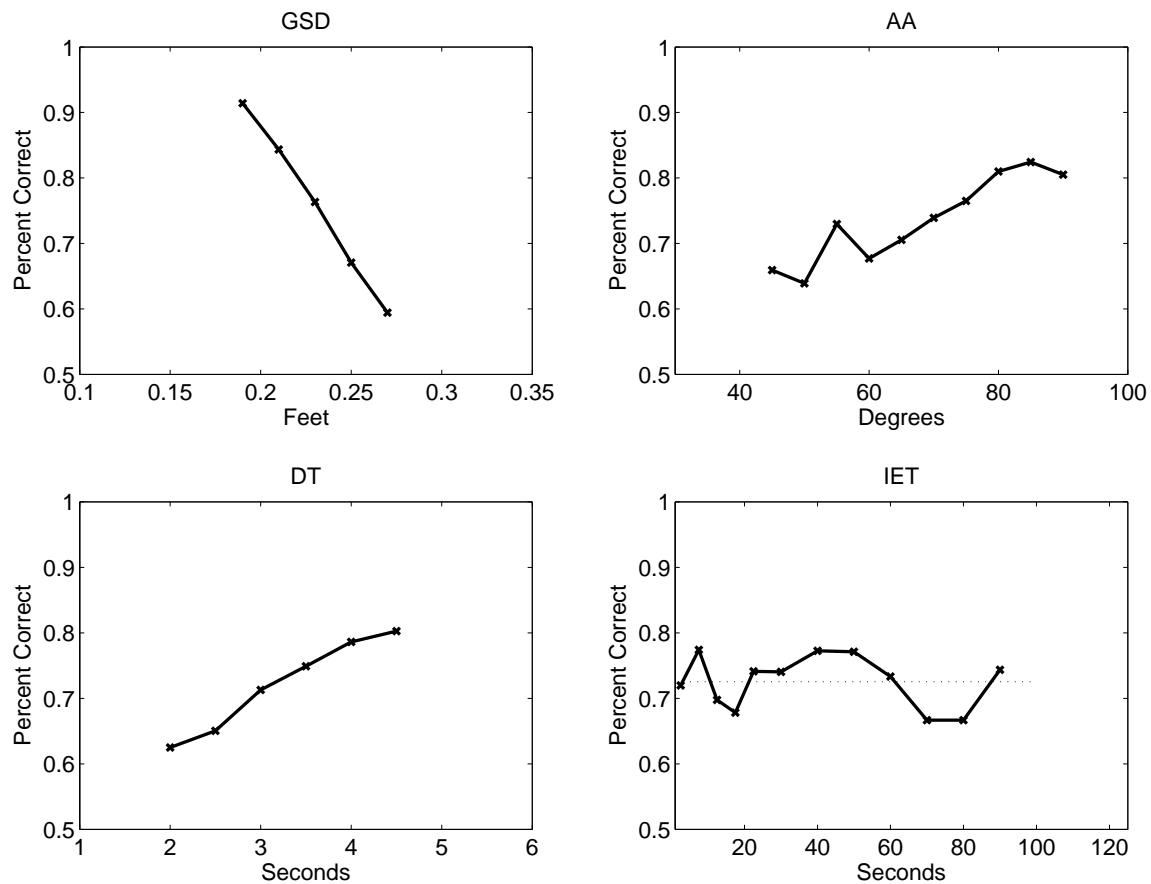 GSD
1
0.9
0.8
0.7
0.6
0.5
0.1 0.15 0.2 0.25 0.3 0.35
Feet
Percent Correct
AA
1
0.9
0.8
0.7
0.6
0.5
40 60 80 100
Degrees
Percent Correct
DT
1
0.9
0.8
0.7
0.6
0.5
1 2 3 4 5 6
Seconds
Percent Correct
IET
1
0.9
0.8
0.7
0.6
0.5
20 40 60 80 100 120
Seconds
Percent Correct